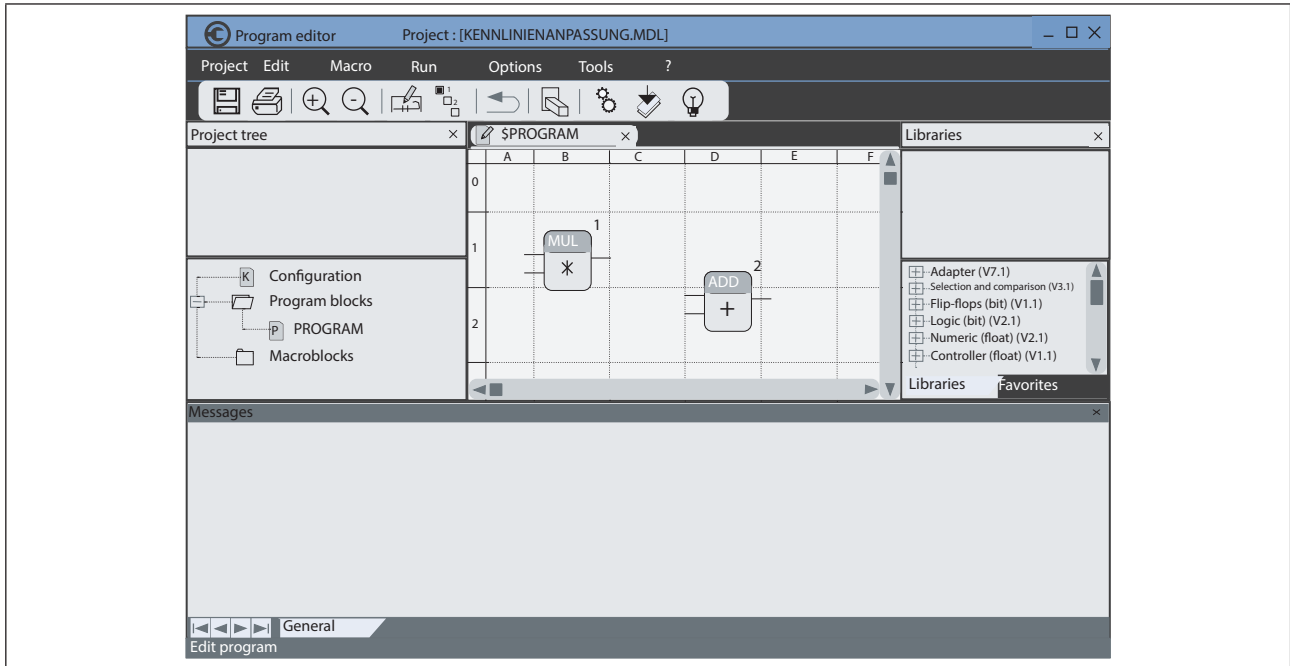 Program editor Project : [KENNLINIENANPASSUNG.MDL]
Project Edit Macro Run Options Tools ?
1
2
Project tree ×
$PROGRAM ×
Libraries ×
A B C D E F
0
1
2
MUL
1
*
ADD
2
+
K Configuration
Program blocks
P PROGRAM
Macroblocks
Adapter (V7.1)
Selection and comparison (V3.1)
Flip-flops (bit) (V1.1)
Logic (bit) (V2.1)
Numeric (float) (V2.1)
Controller (float) (V1.1)
Libraries Favorites
Messages ×
General
Edit program